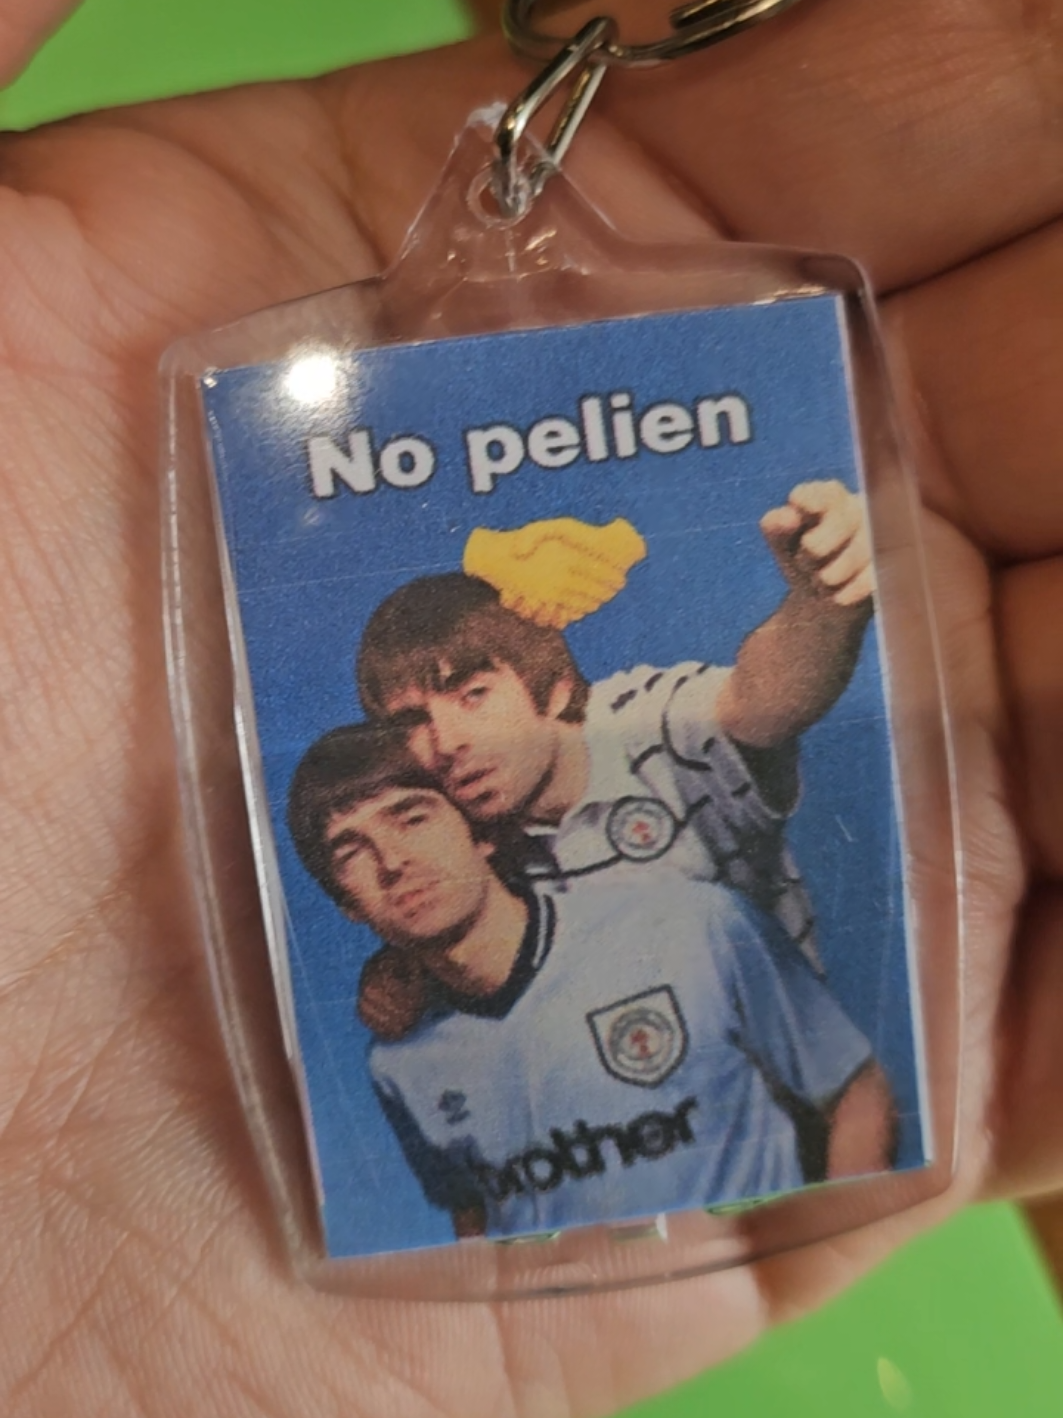 No pelien
brother